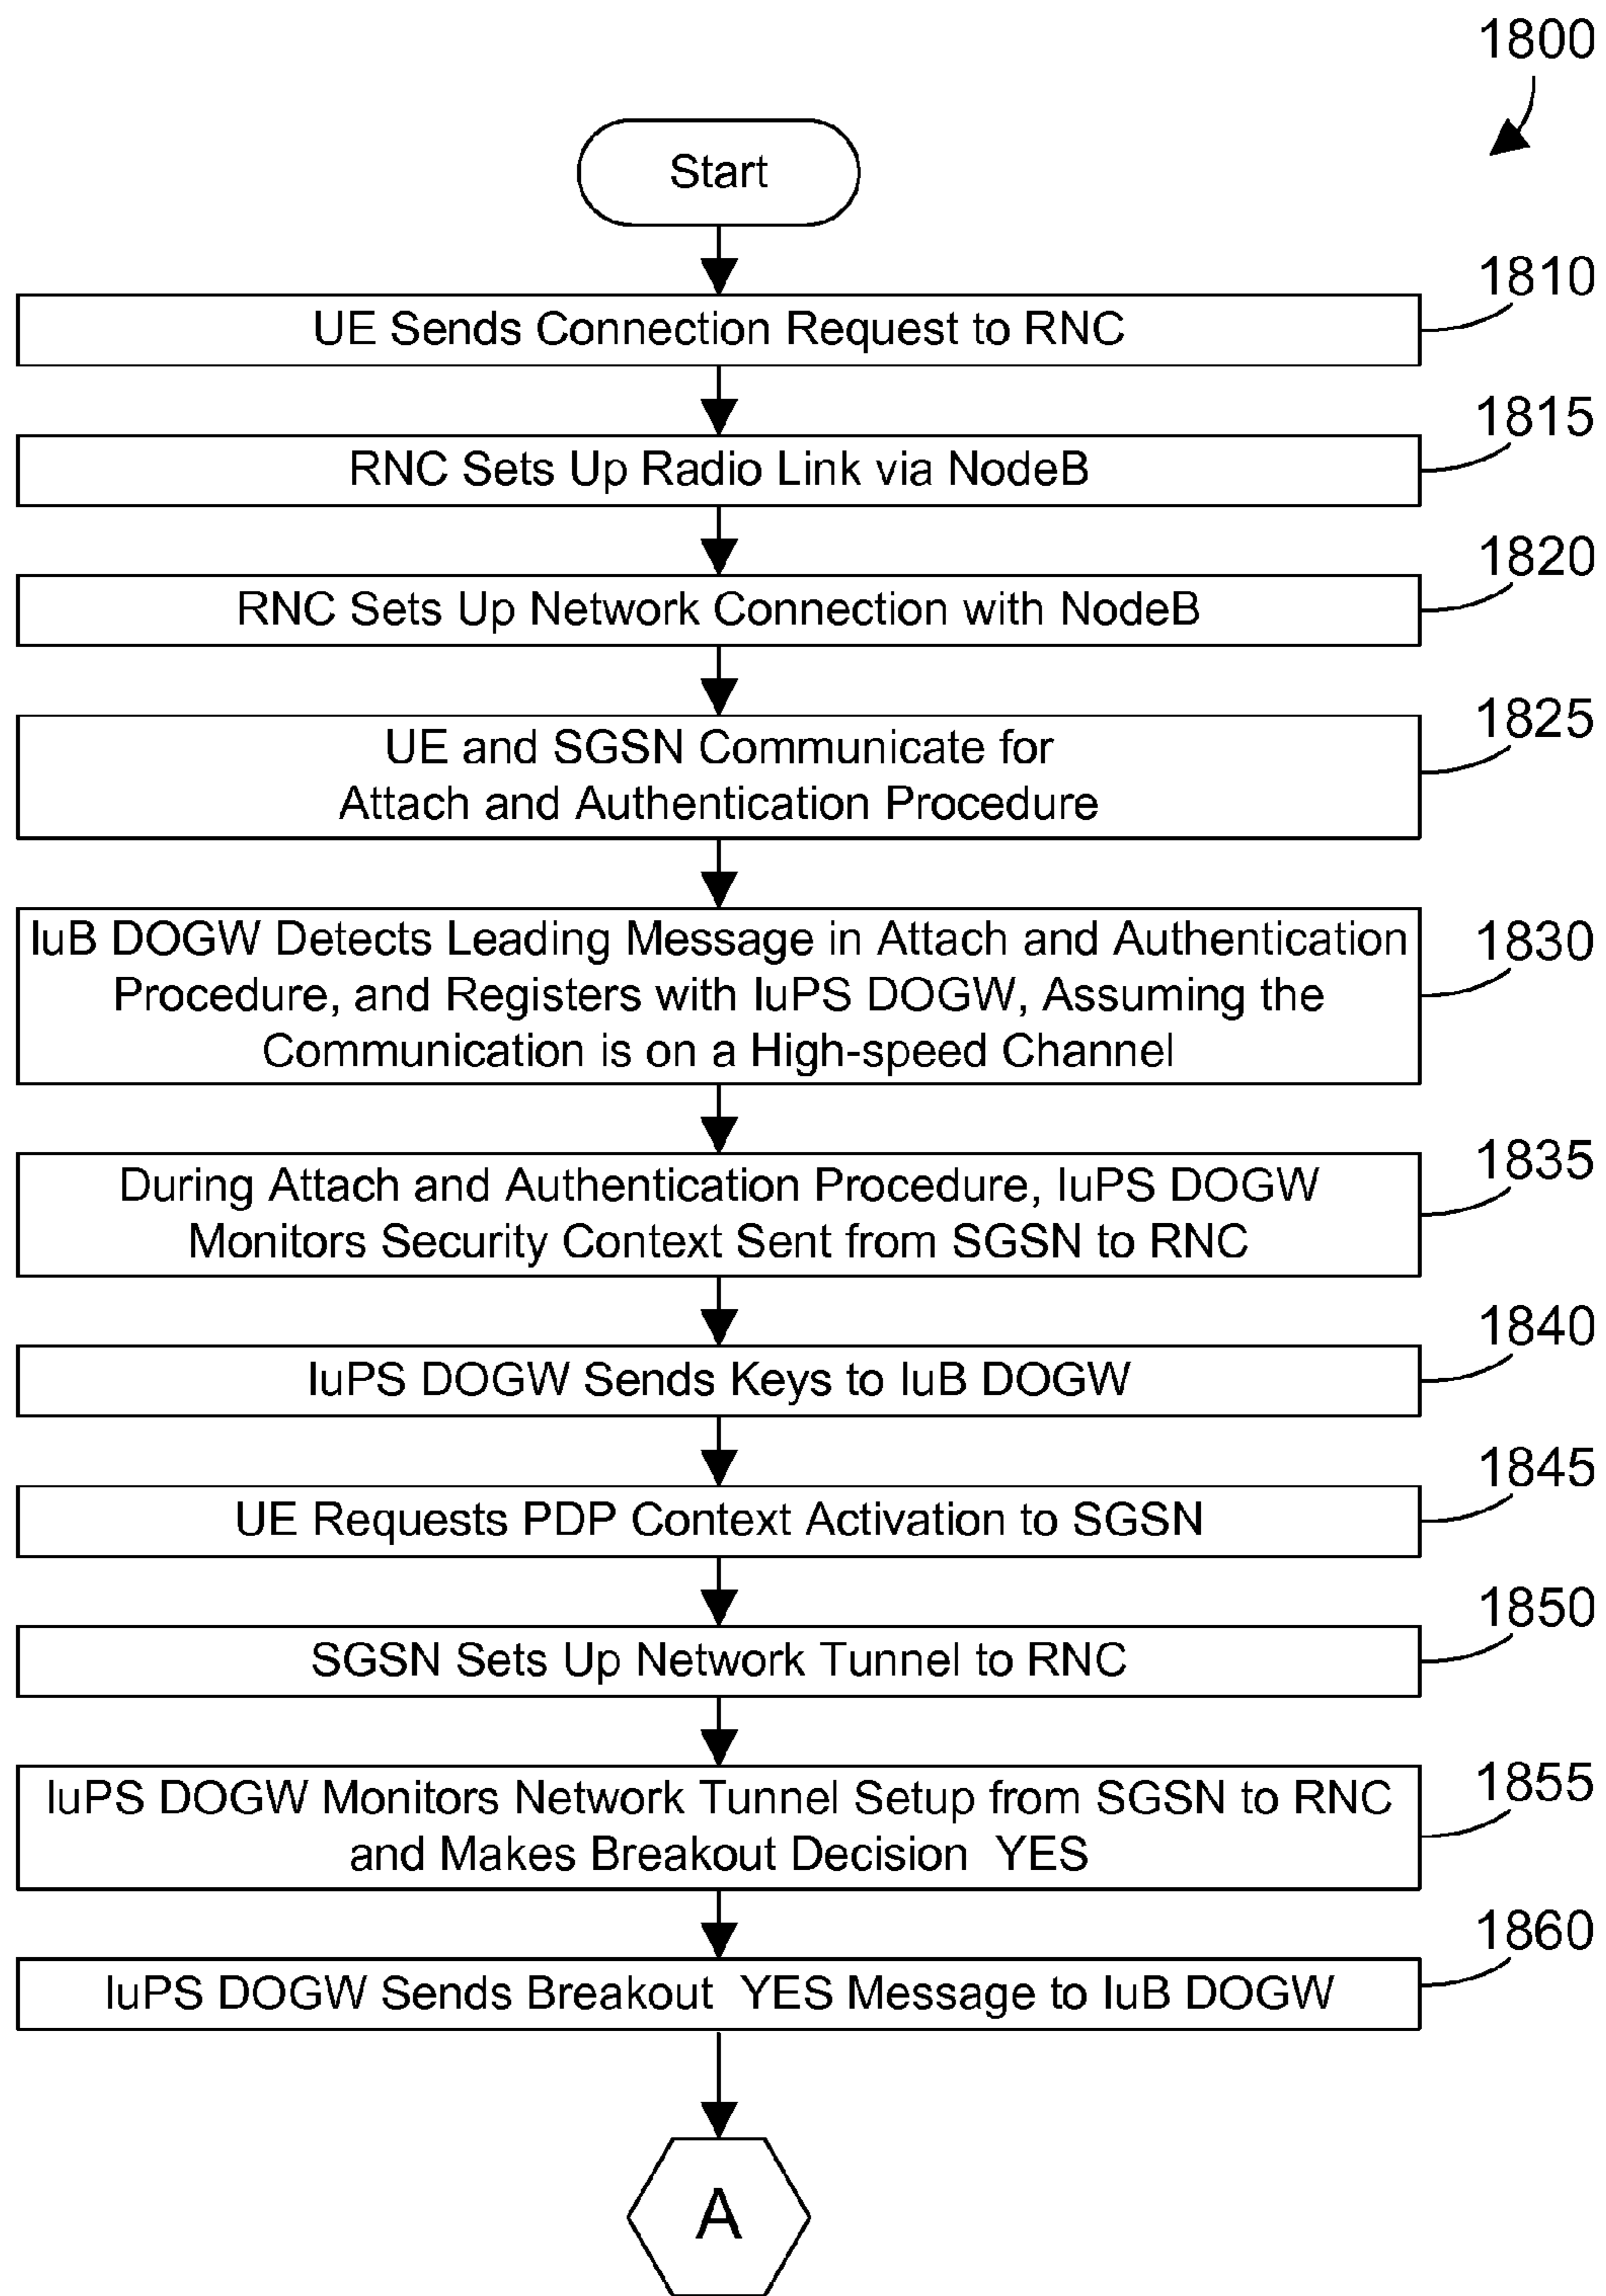 1800
Start
1810
UE Sends Connection Request to RNC
1815
RNC Sets Up Radio Link via NodeB
1820
RNC Sets Up Network Connection with NodeB
1825
UE and SGSN Communicate for
Attach and Authentication Procedure
1830
IuB DOGW Detects Leading Message in Attach and Authentication
Procedure, and Registers with IuPS DOGW, Assuming the
Communication is on a High-speed Channel
1835
During Attach and Authentication Procedure, IuPS DOGW
Monitors Security Context Sent from SGSN to RNC
1840
IuPS DOGW Sends Keys to IuB DOGW
1845
UE Requests PDP Context Activation to SGSN
1850
SGSN Sets Up Network Tunnel to RNC
1855
IuPS DOGW Monitors Network Tunnel Setup from SGSN to RNC
and Makes Breakout Decision YES
1860
IuPS DOGW Sends Breakout YES Message to IuB DOGW
A